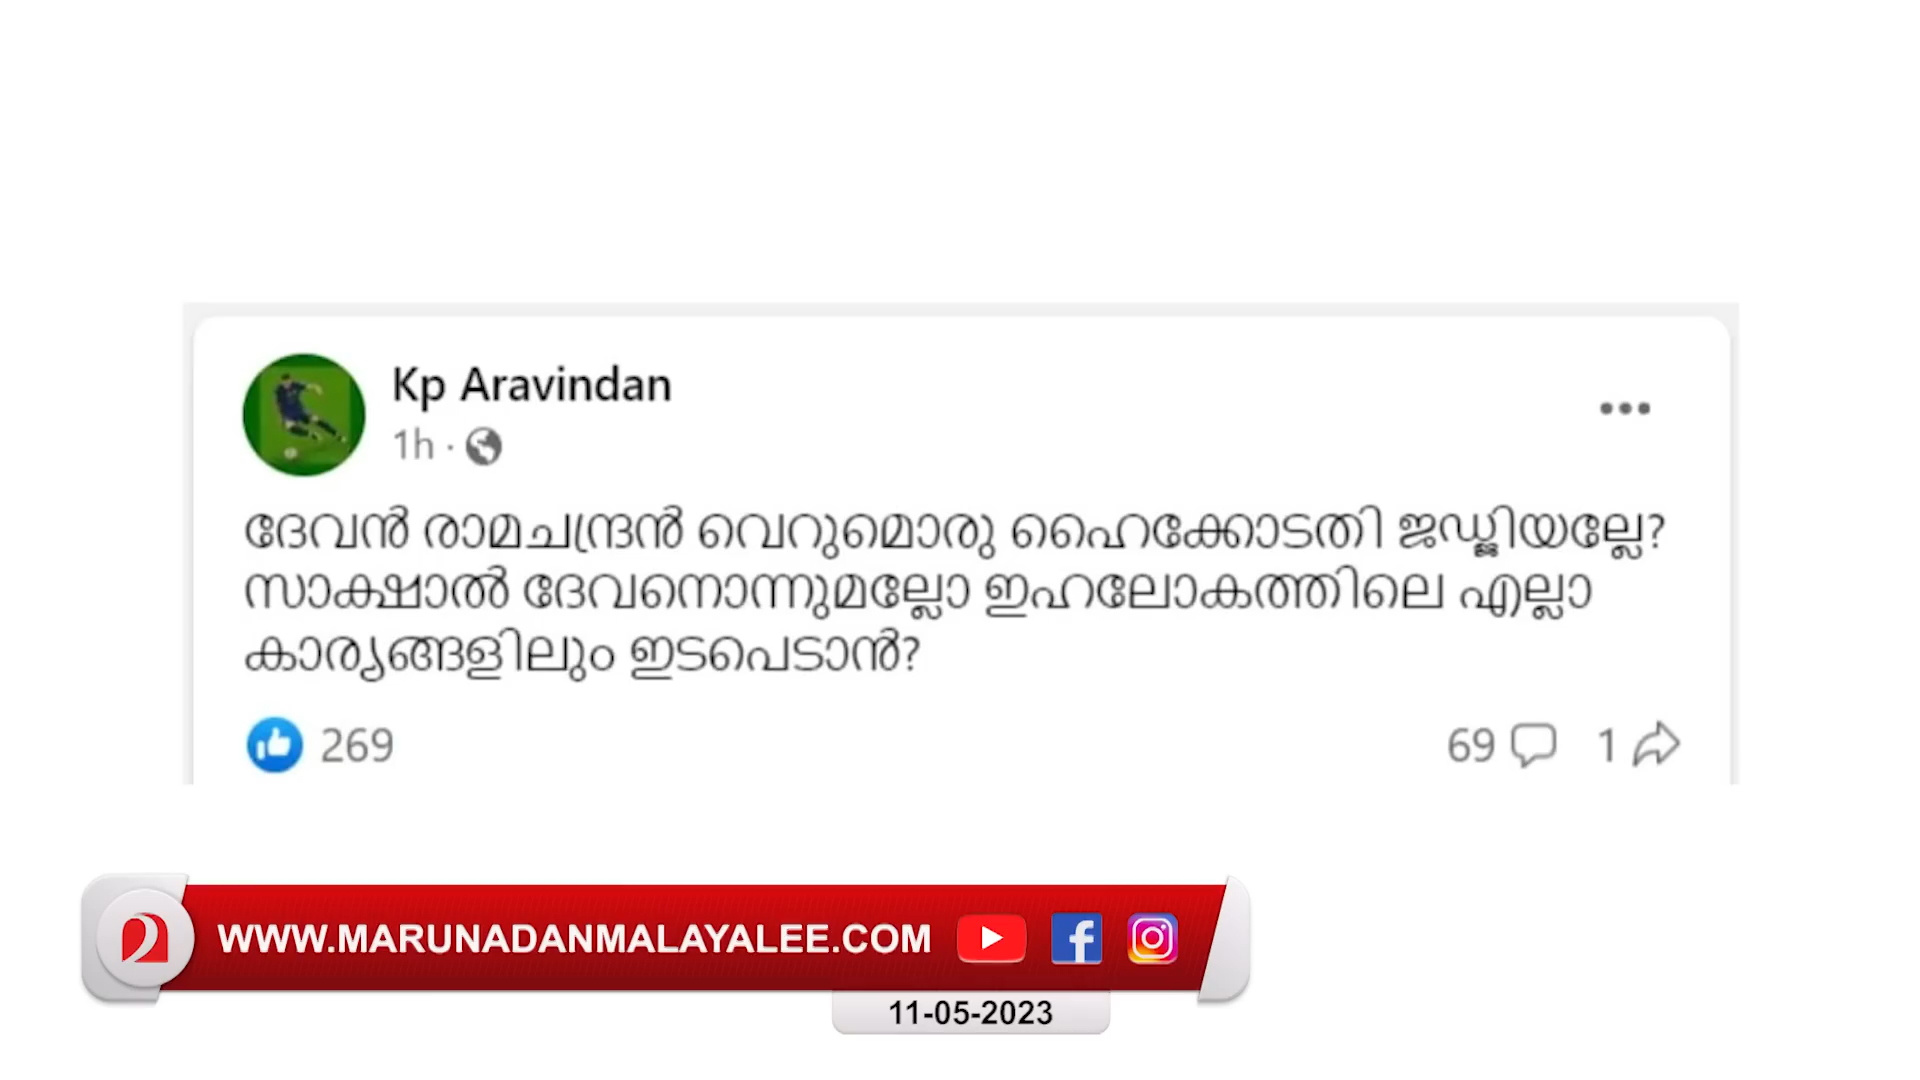 Kp Aravindan
1h ·
ദേവൻ രാമചന്ദ്രൻ വെറുമൊരു ഹൈക്കോടതി ജഡ്ജിയല്ലേ?
സാക്ഷാൽ ദേവനൊന്നുമല്ലോ ഇഹലോകത്തിലെ എല്ലാ
കാര്യങ്ങളിലും ഇടപെടാൻ?
269
69 1
WWW.MARUNADANMALAYALEE.COM
11-05-2023